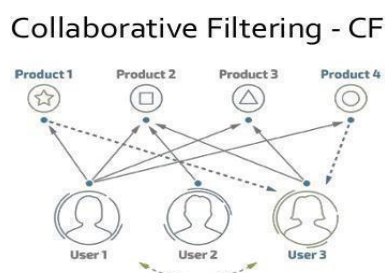 Collaborative Filtering - CF
Product 1 Product 2 Product 3 Product 4
User 1 User 2 User 3